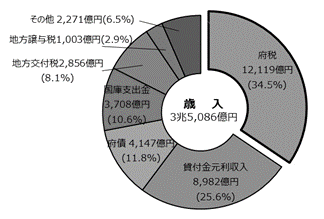 その他 2,271億円(6.5%)
地方譲与税1,003億円(2.9%)
地方交付税2,856億円
(8.1%)
国庫支出金
3,708億円
(10.6%)
府債 4,147億円
(11.8%)
歳 入
3兆5,086億円
府税
12,119億円
(34.5%)
貸付金元利収入
8,982億円
(25.6%)